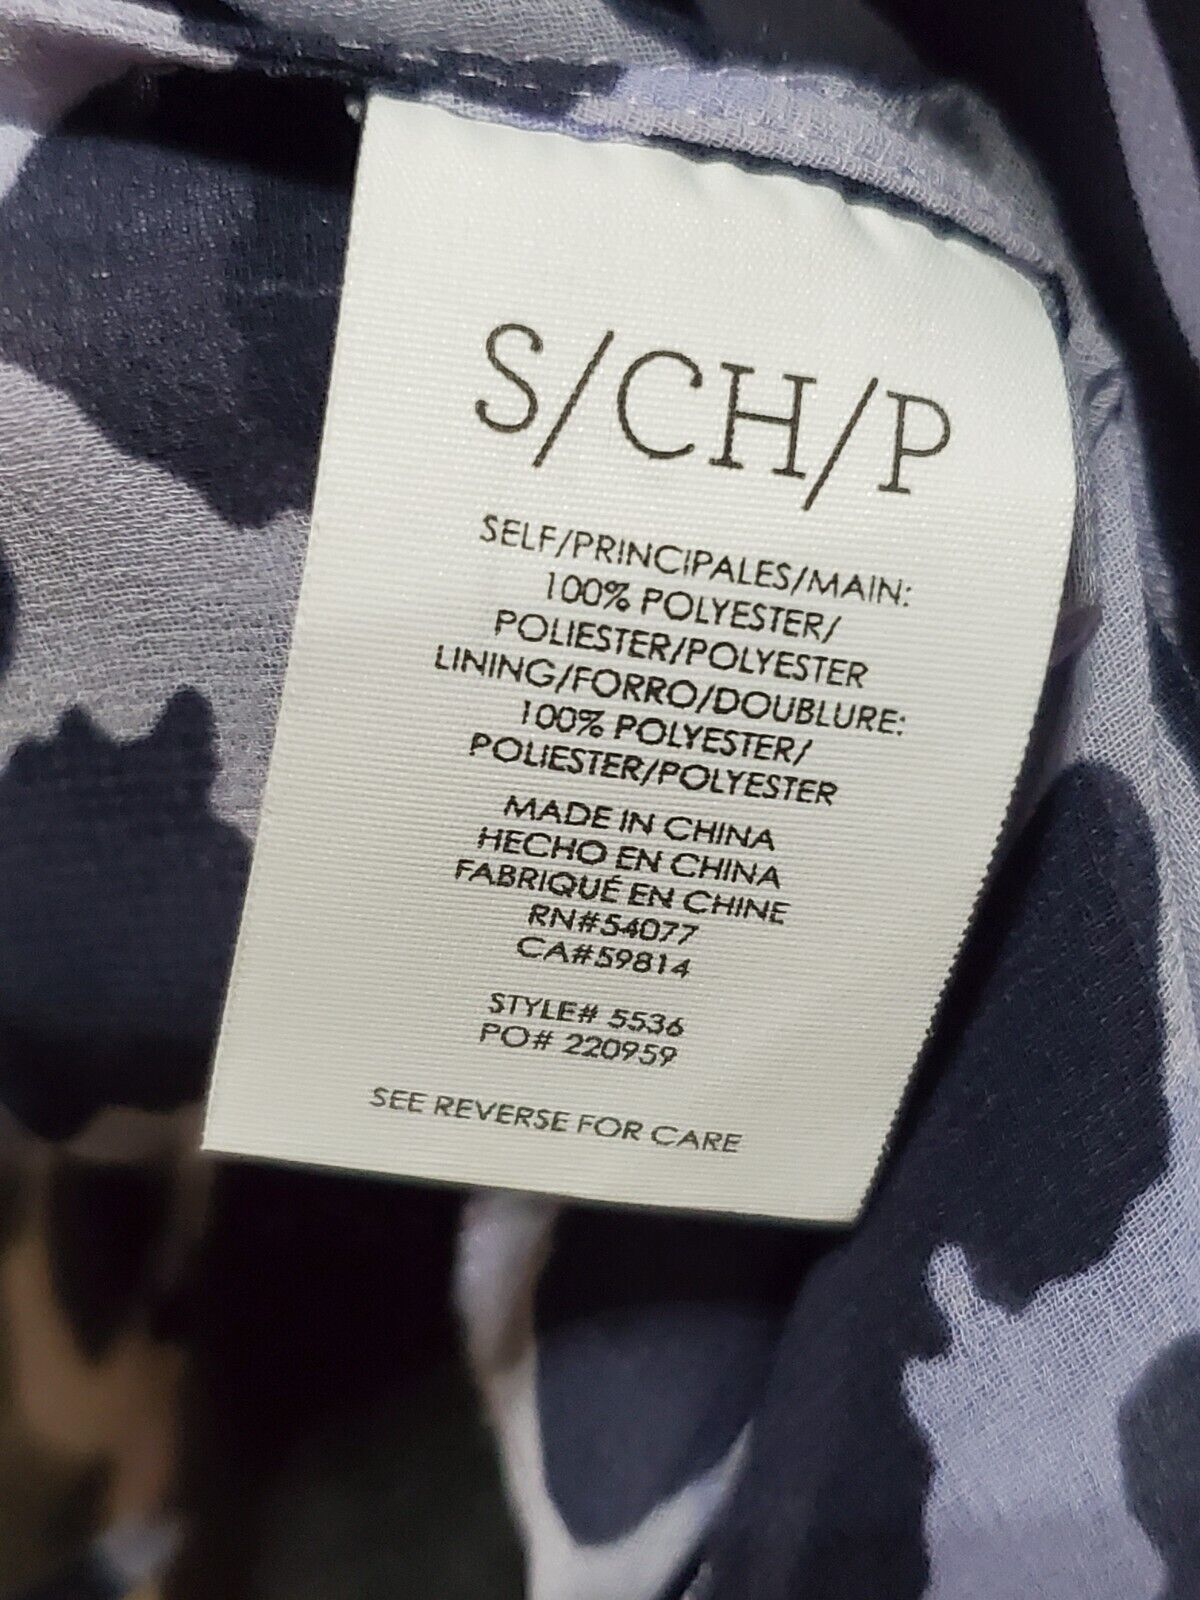 S/CH/P
SELF/PRINCIPALES/MAIN:
100% POLYESTER/
POLIESTER/POLYESTER
LINING/FORRO/DOUBLURE:
100% POLYESTER/
POLIESTER/POLYESTER
MADE IN CHINA
HECHO EN CHINA
FABRIQUÉ EN CHINE
RN#54077
CA#59814
STYLE# 5536
PO# 220959
SEE REVERSE FOR CARE